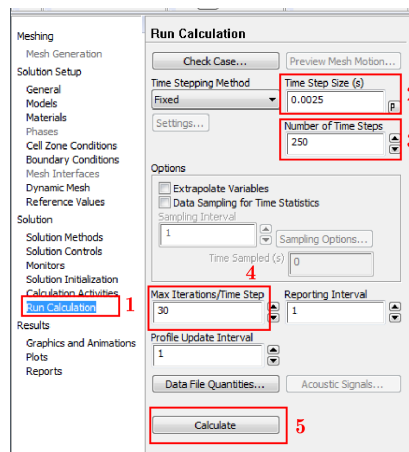 Meshing
Mesh Generation
Solution Setup
General
Models
Materials
Phases
Cell Zone Conditions
Boundary Conditions
Mesh Interfaces
Dynamic Mesh
Reference Values
Solution
Solution Methods
Solution Controls
Monitors
Solution Initialization
Calculation Activities
Run Calculation
1
Results
Graphics and Animations
Plots
Reports
Run Calculation
Check Case...
Preview Mesh Motion...
Time Stepping Method
Time Step Size (s)
Fixed
0.0025
P
Settings...
Number of Time Steps
250
Options
Extrapolate Variables
Data Sampling for Time Statistics
Sampling Interval
1
Sampling Options...
Time Sampled (s)
0
4
Max Iterations/Time Step
Reporting Interval
30
1
Profile Update Interval
1
Data File Quantities...
Acoustic Signals...
Calculate
5